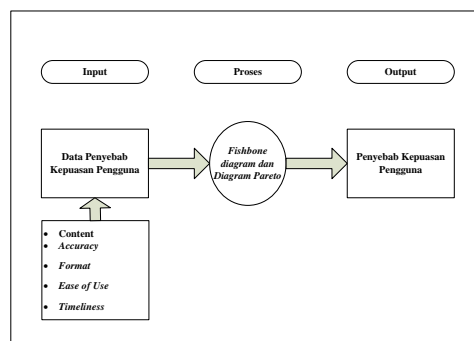 Input
Proses
Output
Data Penyebab
Kepuasan Pengguna
Fishbone
diagram dan
Diagram Pareto
Penyebab Kepuasan
Pengguna
• Content
• Accuracy
• Format
• Ease of Use
• Timeliness